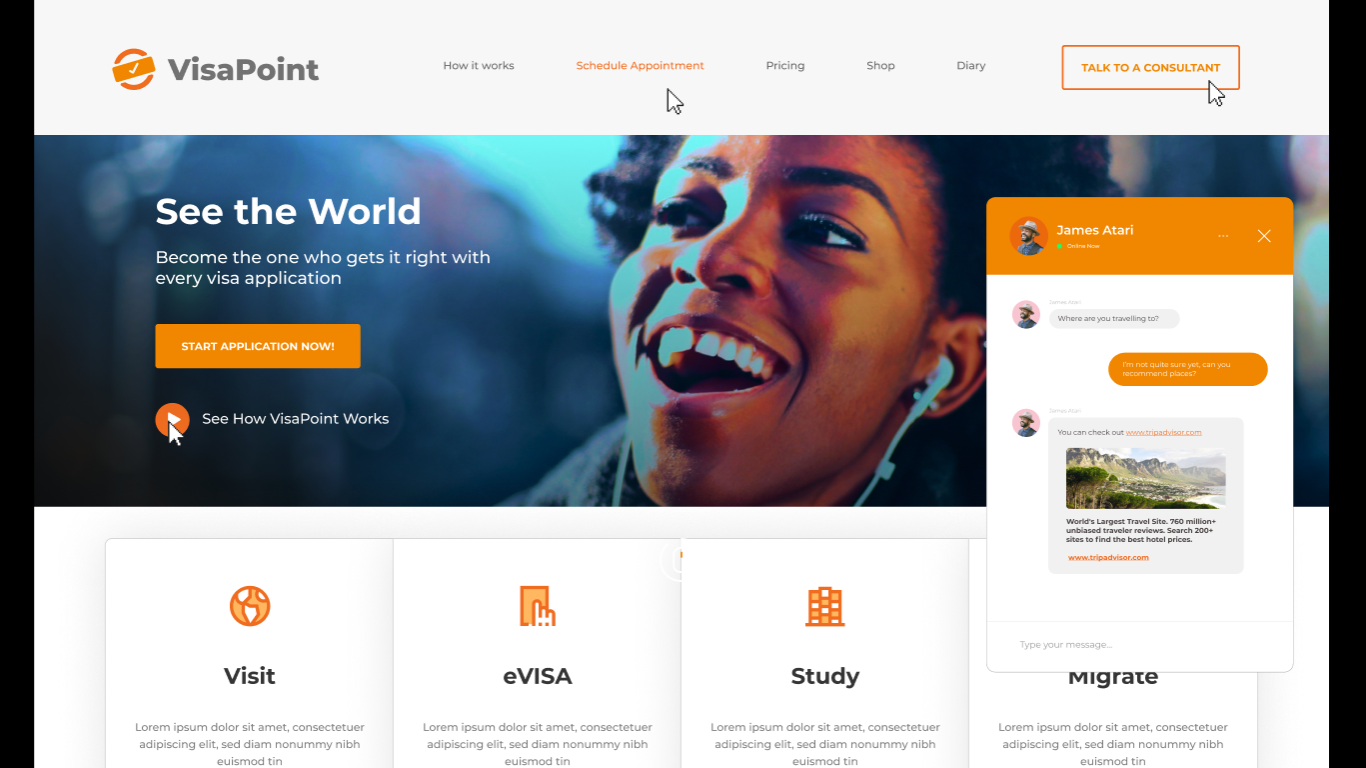 VisaPoint
How it works
Schedule Appointment
Pricing
Shop
Diary
TALK TO A CONSULTANT
See the World
Become the one who gets it right with
every visa application
START APPLICATION NOW!
See How VisaPoint Works
James Atari
Online Now
James Atari
Where are you travelling to?
I'm not quite sure yet, can you
recommend places?
James Atari
You can check out www.tripadvisor.com
World's Largest Travel Site. 760 million+
unbiased traveler reviews. Search 200+
sites to find the best hotel prices.
www.tripadvisor.com
Type your message...
Visit
Lorem ipsum dolor sit amet, consectetuer
adipiscing elit, sed diam nonummy nibh
euismod tin
eVISA
Lorem ipsum dolor sit amet, consectetuer
adipiscing elit, sed diam nonummy nibh
euismod tin
Study
Lorem ipsum dolor sit amet, consectetuer
adipiscing elit, sed diam nonummy nibh
euismod tin
Migrate
Lorem ipsum dolor sit amet, consectetuer
adipiscing elit, sed diam nonummy nibh
euismod tin